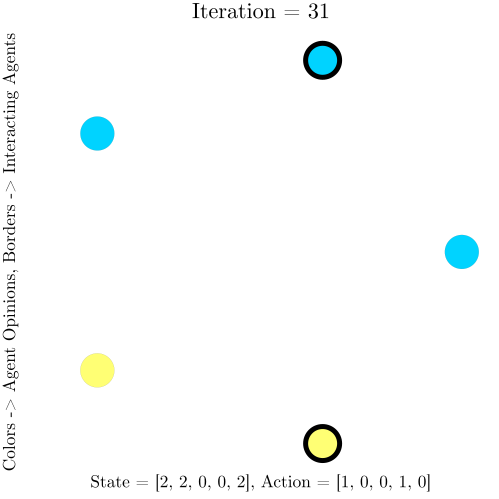 Iteration = 31
Colors -> Agent Opinions, Borders -> Interacting Agents
State = [2, 2, 0, 0, 2], Action = [1, 0, 0, 1, 0]